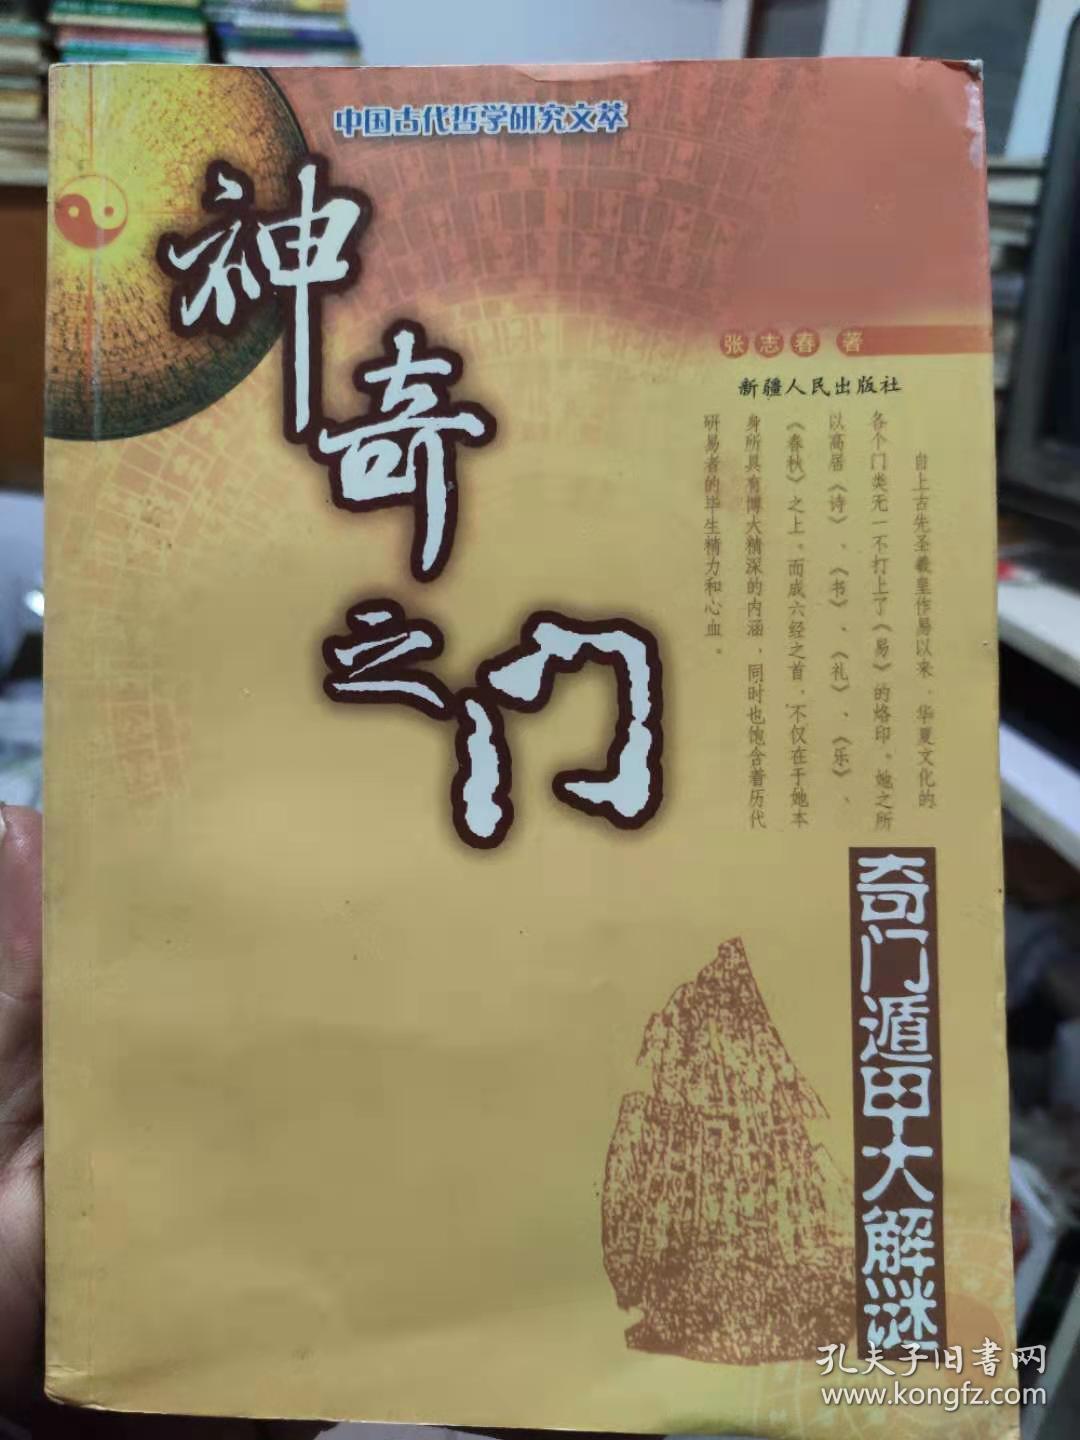 中国古代哲学研究文萃
神奇之门
张志春 著
新疆人民出版社
自上古先圣羲皇作易以来，华夏文化的
各个门类无一不打上了《易》的烙印。她之所
以高居《诗》、《书》、《礼》、《乐》、
《春秋》之上，而成六经之首，不仅在于她本
身所具有博大精深的内涵，同时也饱含着历代
研易者的毕生精力和心血。
奇门遁甲大解谜
孔夫子旧书网
www.kongfz.com